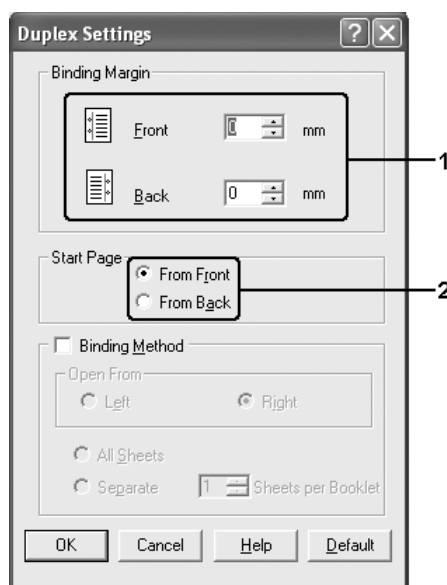 Duplex Settings
Binding Margin
Front 0 mm
1
Back 0 mm
Start Page
From Front
2
From Back
Binding Method
Open From
Left Right
All Sheets
Separate 1 Sheets per Booklet
OK Cancel Help Default